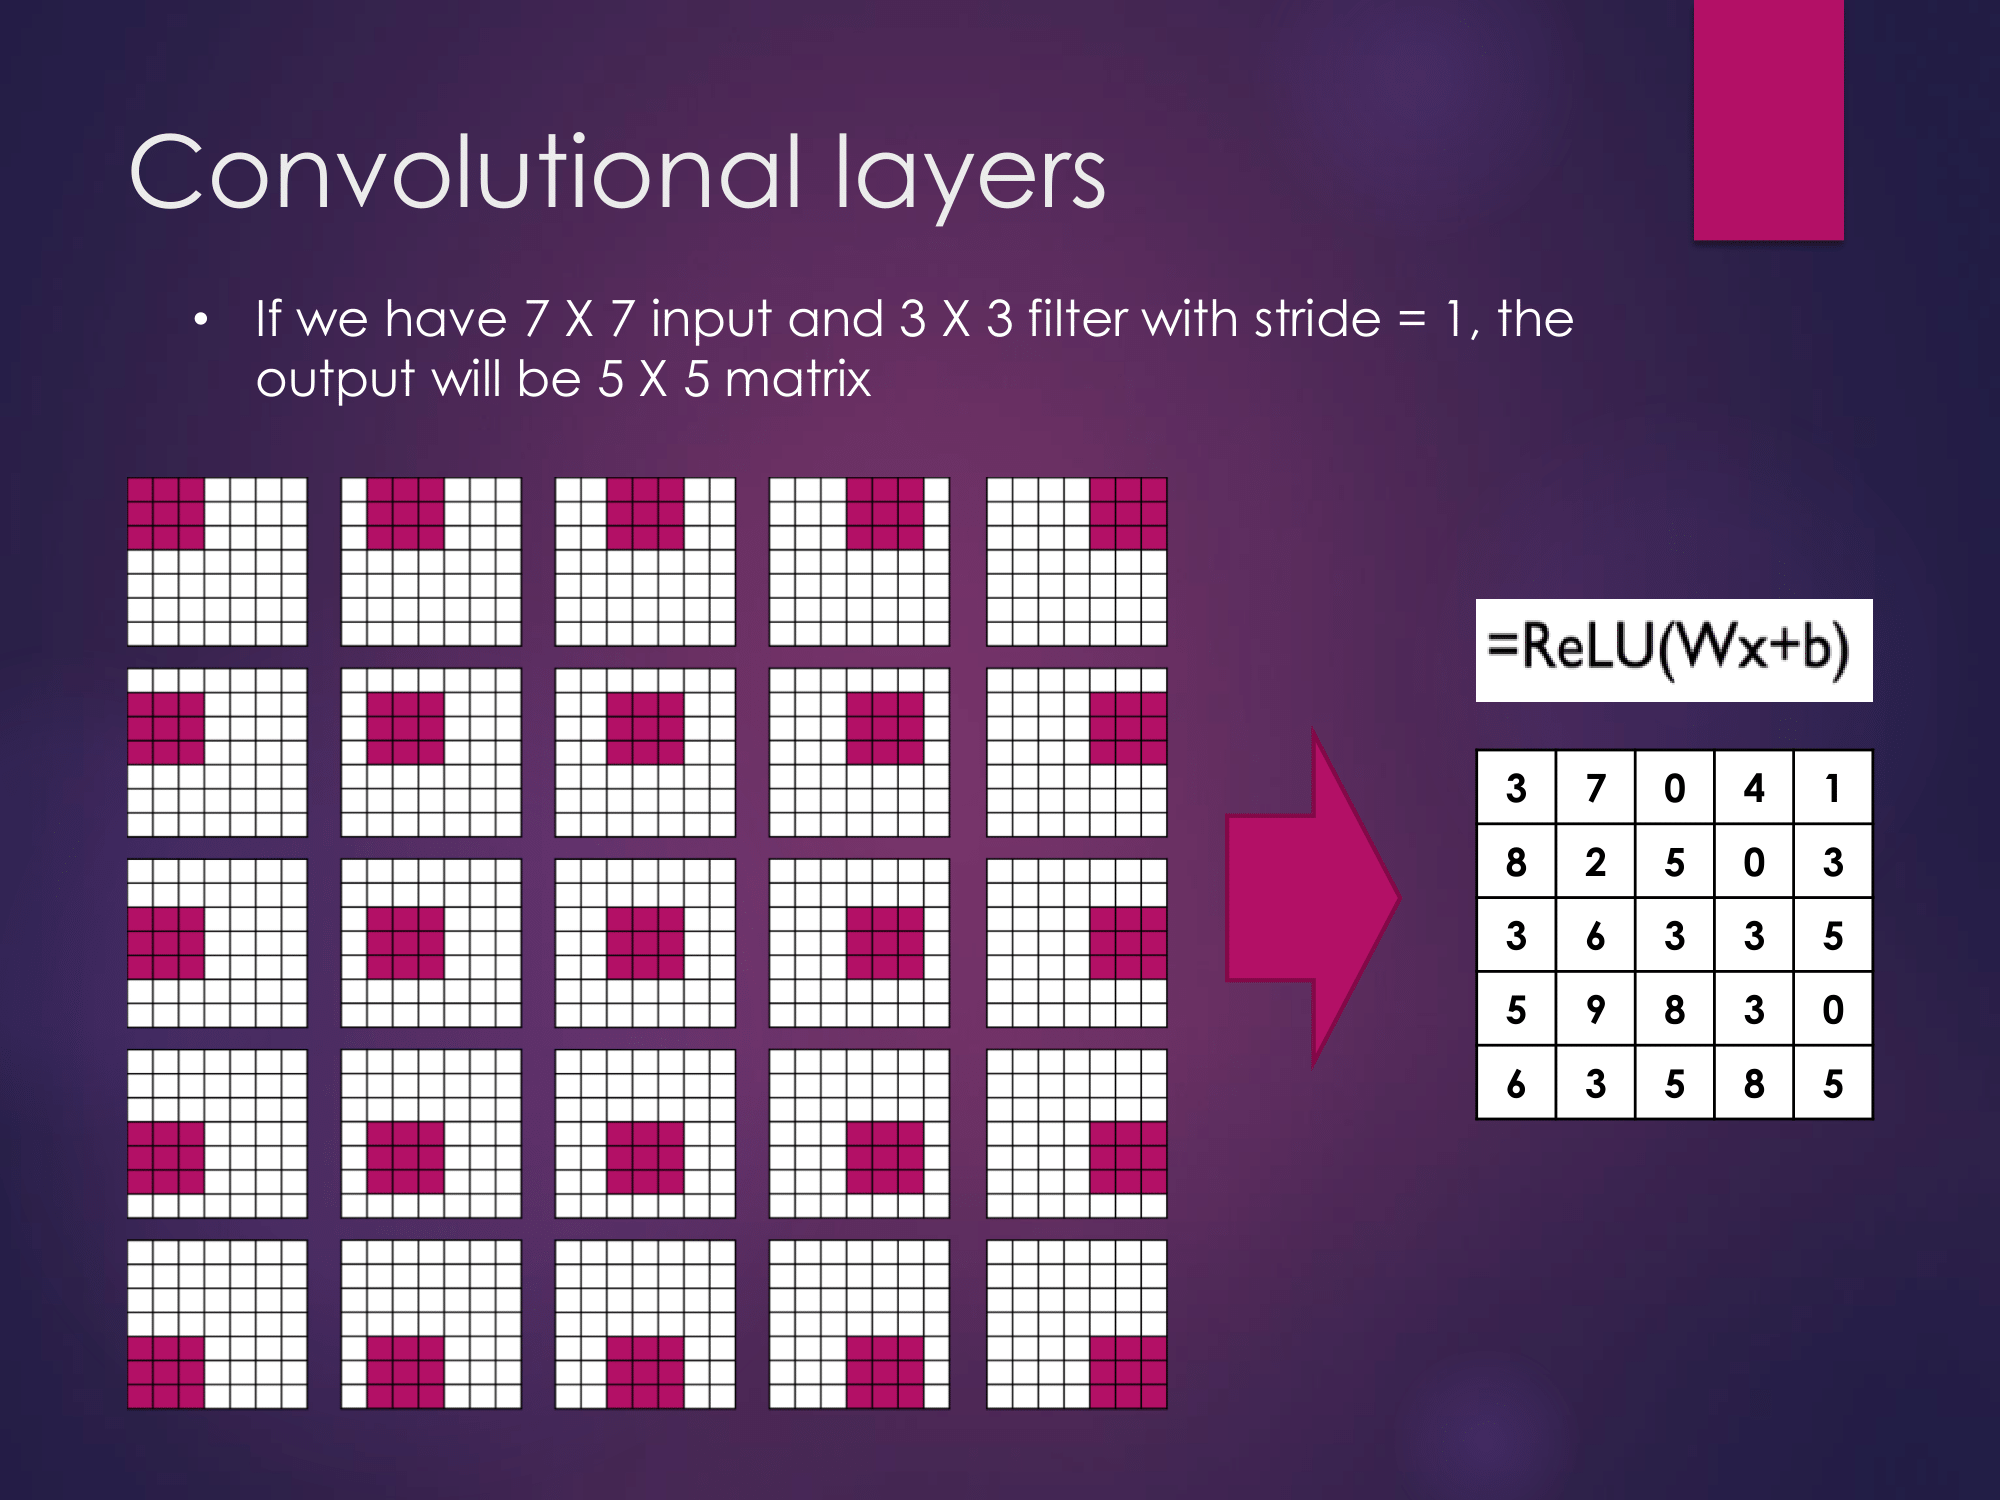 Convolutional layers
• If we have 7 X 7 input and 3 X 3 filter with stride = 1, the
output will be 5 X 5 matrix
=ReLU(Wx+b)
3 7 0 4 1
8 2 5 0 3
3 6 3 3 5
5 9 8 3 0
6 3 5 8 5